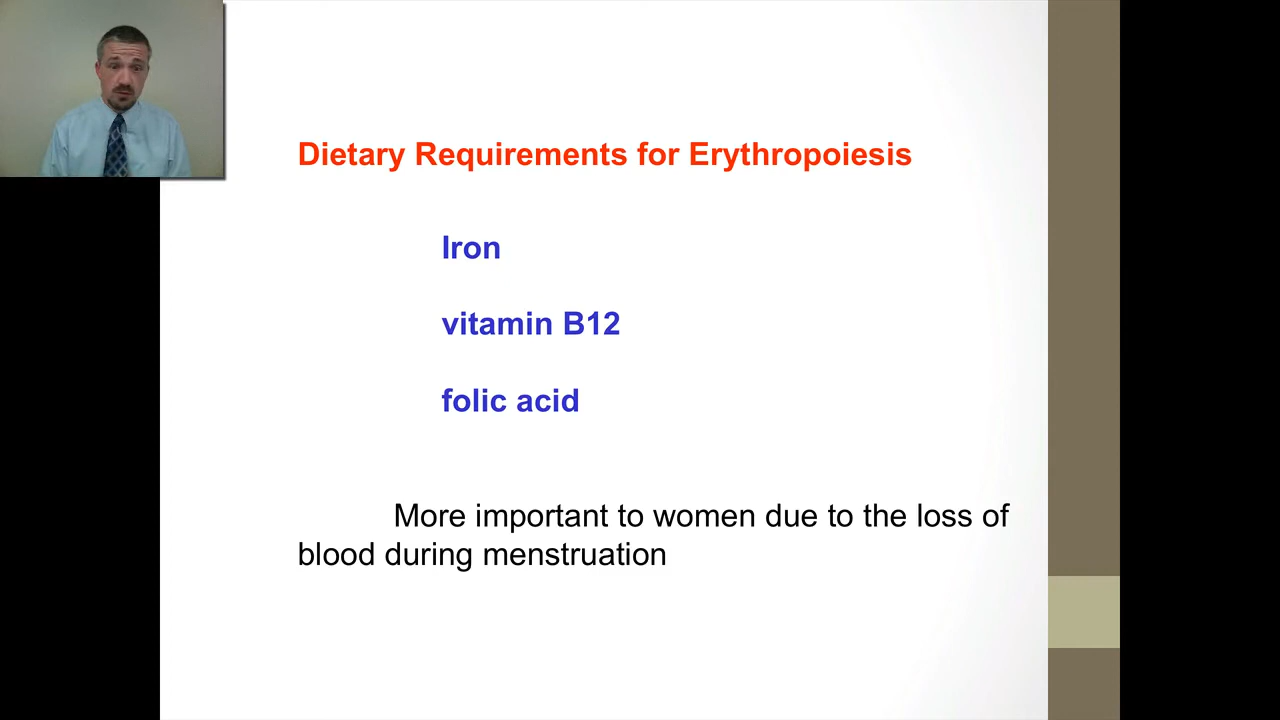 Dietary Requirements for Erythropoiesis
Iron
vitamin B12
folic acid
More important to women due to the loss of
blood during menstruation